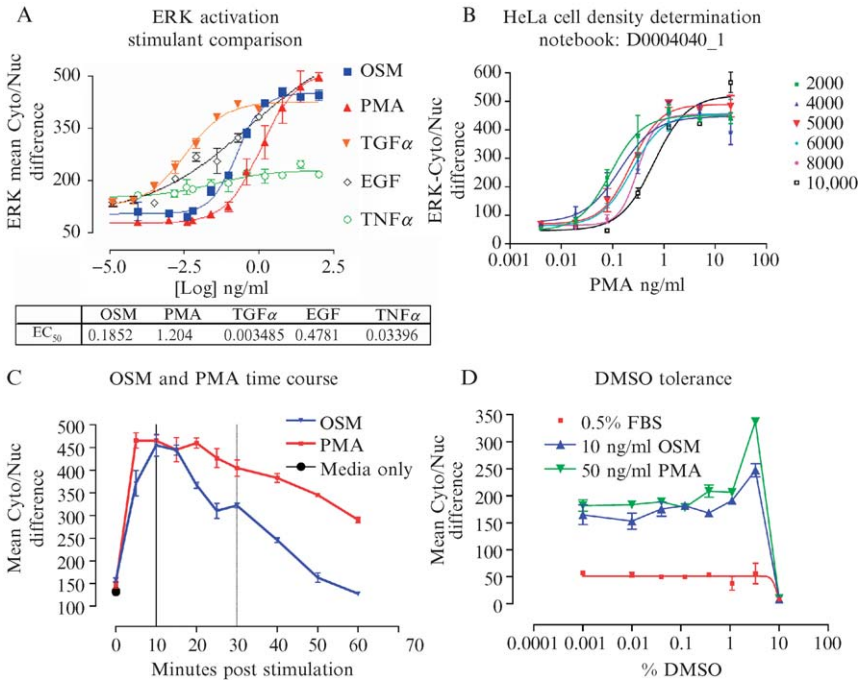 A
ERK activation
stimulant comparison
ERK mean Cyto/Nuc
difference
500
350
200
50
−5.0
−2.5
0.0
2.5
[Log] ng/ml
OSM
PMA
TGFα
EGF
TNFα
OSM PMA TGFα EGF TNFα
EC50 0.1852 1.204 0.003485 0.4781 0.03396
B
HeLa cell density determination
notebook: D0004040_1
ERK-Cyto/Nuc
difference
600
500
400
300
200
100
0
0.001
0.01
0.1
1
10
100
PMA ng/ml
2000
4000
5000
6000
8000
10,000
C
OSM and PMA time course
Mean Cyto/Nuc
difference
500
450
400
350
300
250
200
150
100
0
10
20
30
40
50
60
70
Minutes post stimulation
OSM
PMA
Media only
D
DMSO tolerance
Mean Cyto/Nuc
difference
350
300
250
200
150
100
50
0
0.0001
0.001
0.01
0.1
1
10
100
% DMSO
0.5% FBS
10 ng/ml OSM
50 ng/ml PMA